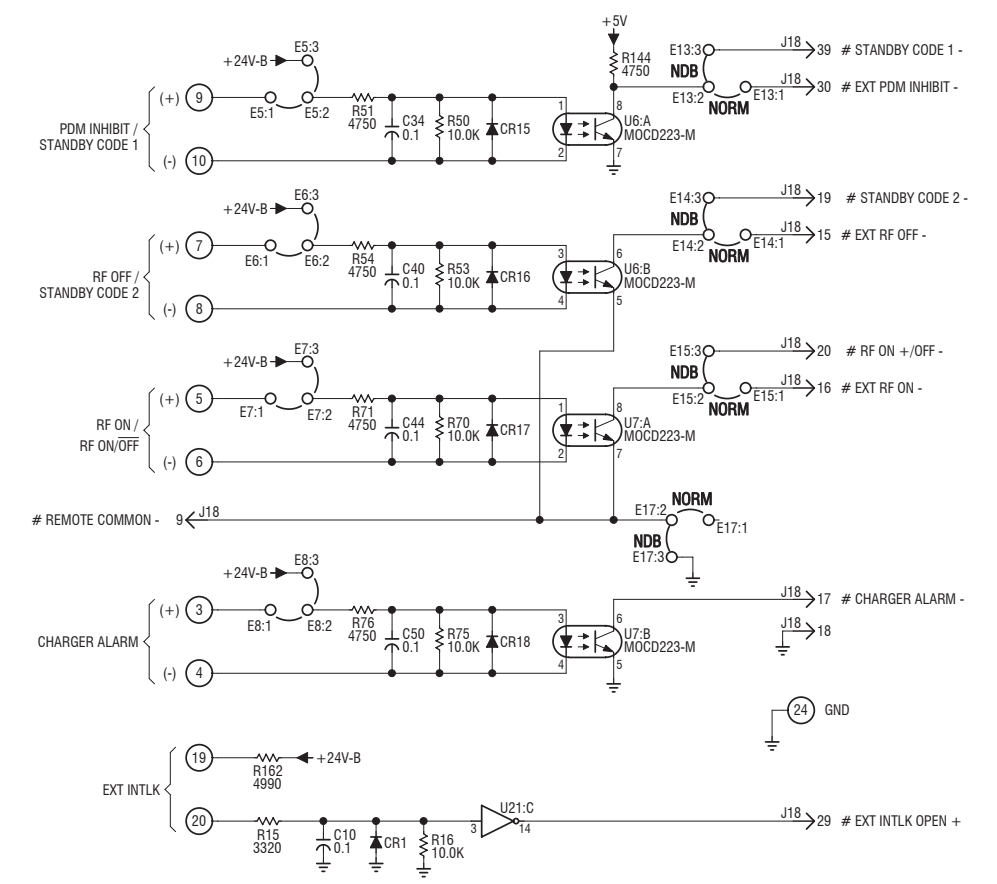 +5V
E5:3
+24V-B
(+) 9
E5:1 E5:2
R51
4750
C34
0.1
R50
10.0K
CR15
PDM INHIBIT /
STANDBY CODE 1
(-) 10
1
2
8
7
U6:A
MOCD223-M
R144
4750
E13:3
NDB
E13:2
NORM
E13:1
J18 39 # STANDBY CODE 1 -
J18 30 # EXT PDM INHIBIT -
E6:3
+24V-B
(+) 7
E6:1 E6:2
R54
4750
C40
0.1
R53
10.0K
CR16
RF OFF /
STANDBY CODE 2
(-) 8
3
4
6
5
U6:B
MOCD223-M
E14:3
NDB
E14:2
NORM
E14:1
J18 19 # STANDBY CODE 2 -
J18 15 # EXT RF OFF -
E7:3
+24V-B
(+) 5
E7:1 E7:2
R71
4750
C44
0.1
R70
10.0K
CR17
RF ON /
RF ON/OFF
(-) 6
1
2
8
7
U7:A
MOCD223-M
E15:3
NDB
E15:2
NORM
E15:1
J18 20 # RF ON +/OFF -
J18 16 # EXT RF ON -
# REMOTE COMMON - 9 J18
E17:2
NORM
E17:1
NDB
E17:3
E8:3
+24V-B
(+) 3
E8:1 E8:2
R76
4750
C50
0.1
R75
10.0K
CR18
CHARGER ALARM
(-) 4
3
4
6
5
U7:B
MOCD223-M
J18 17 # CHARGER ALARM -
J18 18
24 GND
19
R162
4990
+24V-B
EXT INTLK
20
R15
3320
C10
0.1
CR1
R16
10.0K
3
U21:C
14
J18 29 # EXT INTLK OPEN +